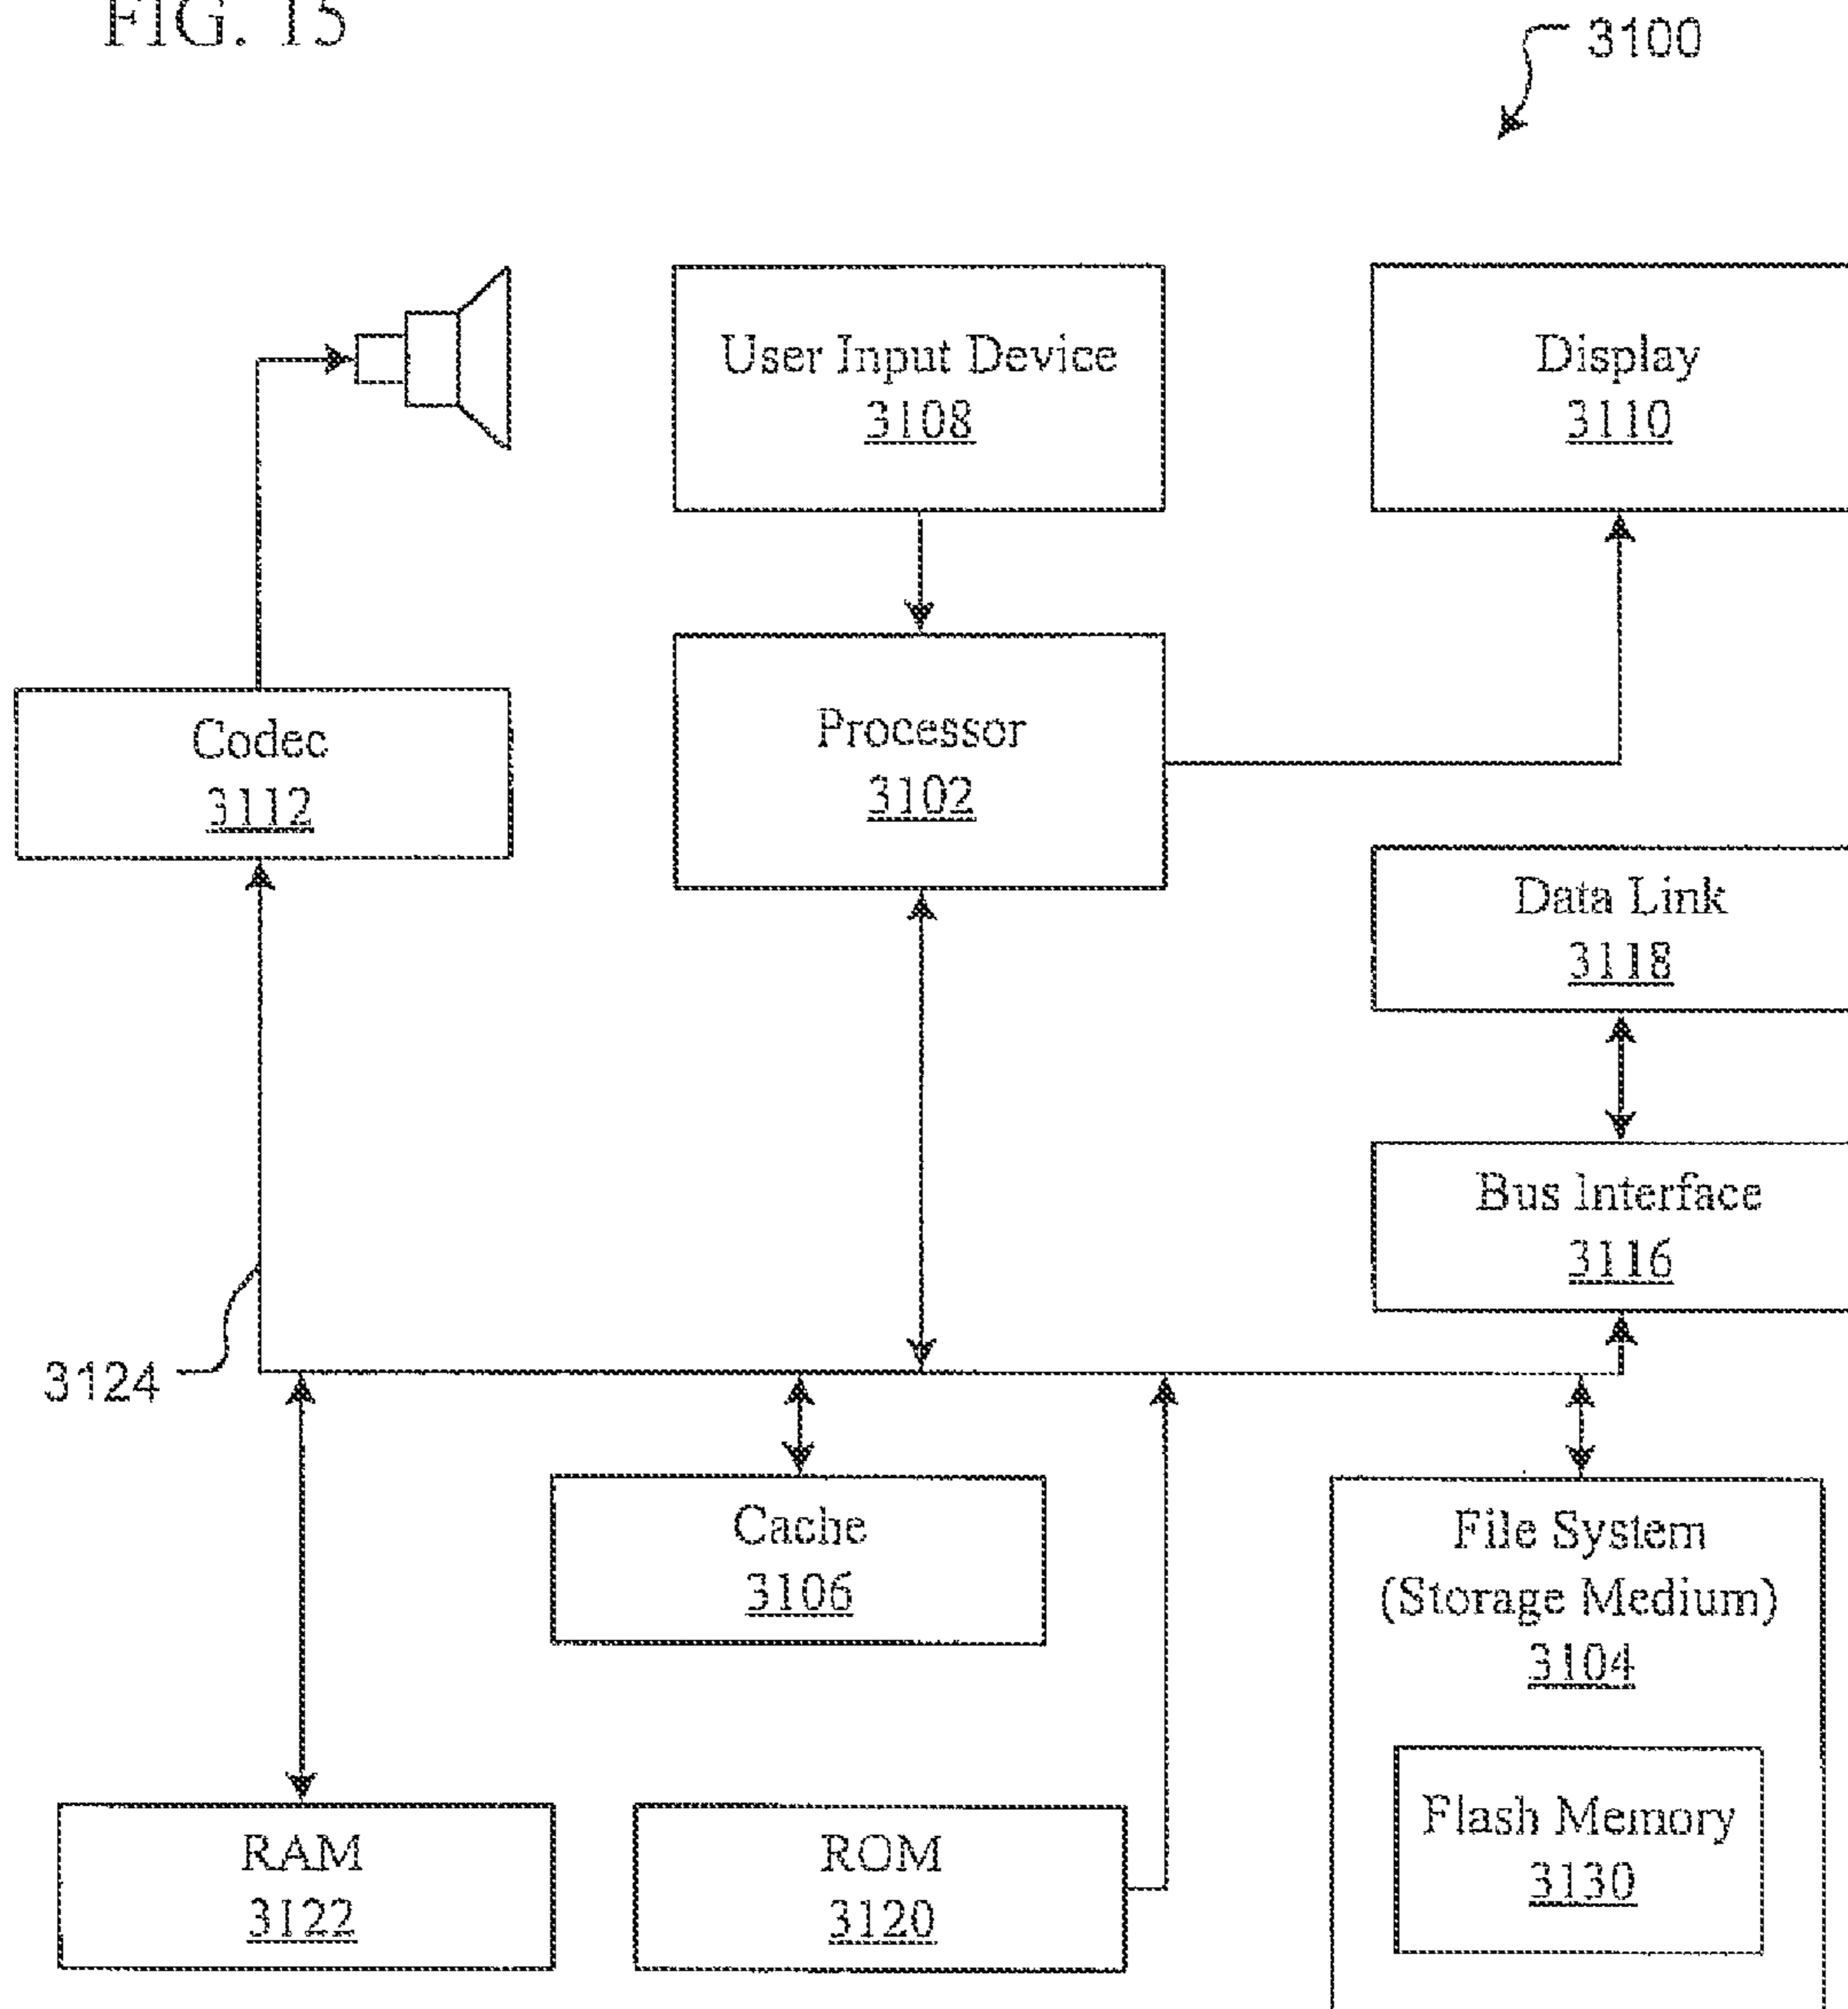 FIG. 15
3100
User Input Device
3108
Display
3110
Codec
3112
Processor
3102
Data Link
3118
Bus Interface
3116
3124
Cache
3106
File System
(Storage Medium)
3104
Flash Memory
3130
RAM
3122
ROM
3120